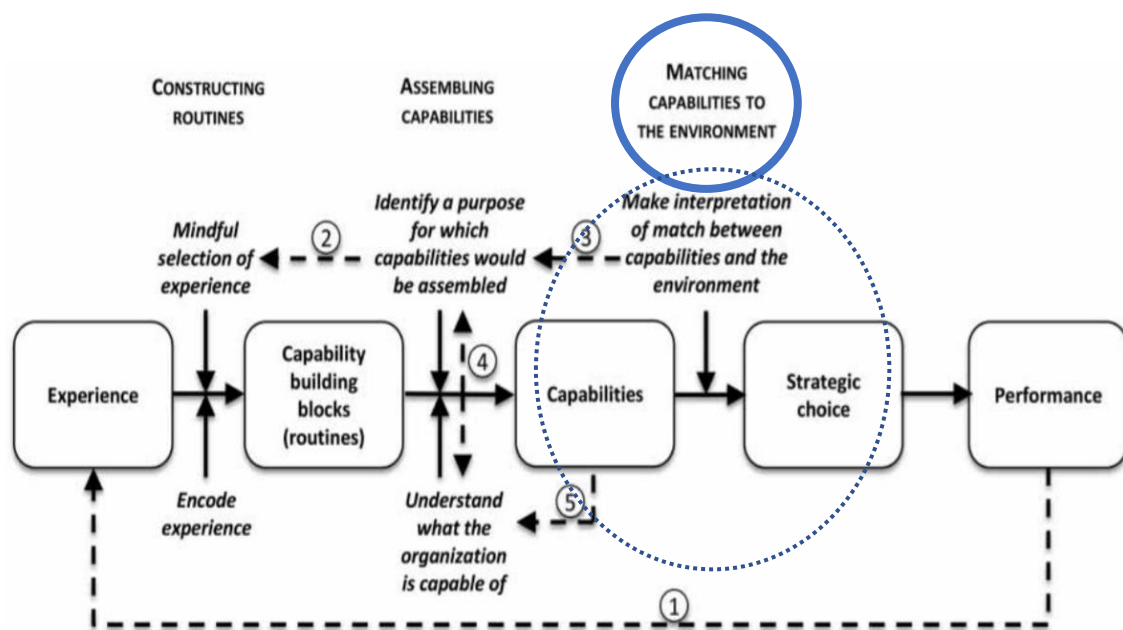 CONSTRUCTING
ROUTINES
ASSEMBLING
CAPABILITIES
MATCHING
CAPABILITIES TO
THE ENVIRONMENT
Mindful
selection of
experience
2
Identify a purpose
for which
capabilities would
be assembled
3
Make interpretation
of match between
capabilities and the
environment
Experience
Capability
building
blocks
(routines)
4
Capabilities
Strategic
choice
Performance
Encode
experience
Understand
what the
organization
is capable of
5
1